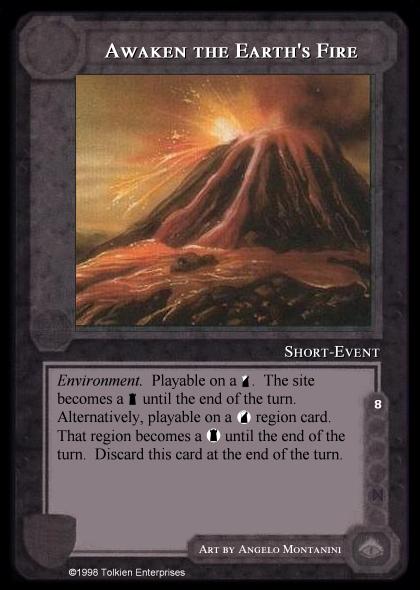 Awaken the Earth's Fire
Short-Event
Environment. Playable on a . The site
becomes a until the end of the turn.
Alternatively, playable on a region card.
That region becomes a until the end of the
turn. Discard this card at the end of the turn.
8
N
Art by Angelo Montanini
©1998 Tolkien Enterprises